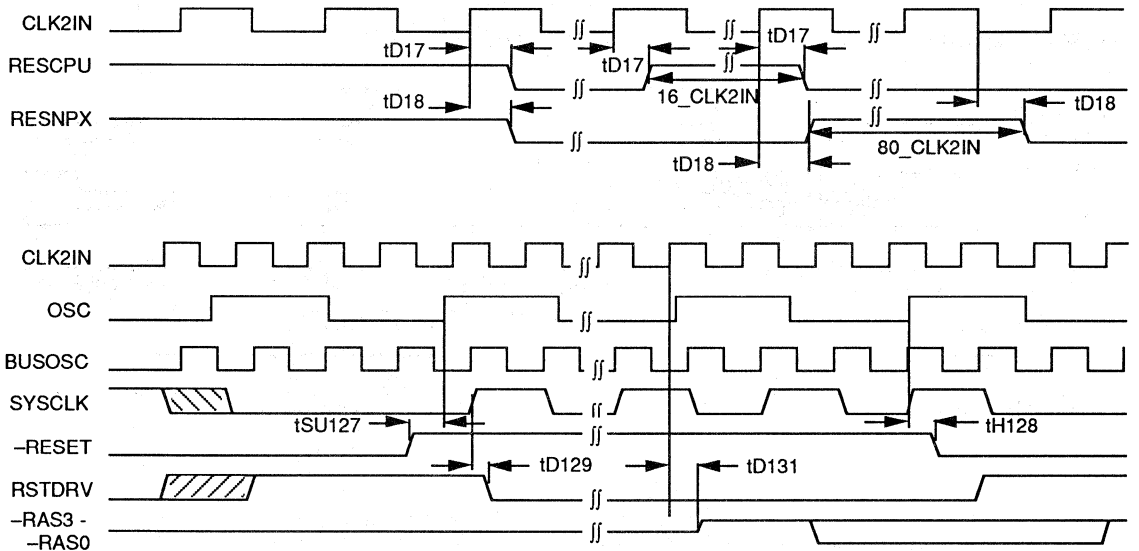 CLK2IN
tD17
tD17
tD17
RESCPU
16_CLK2IN
tD18
tD18
RESNPX
80_CLK2IN
tD18
CLK2IN
OSC
BUSOSC
SYSCLK
tSU127
tH128
–RESET
tD129
tD131
RSTDRV
–RAS3 -
–RAS0